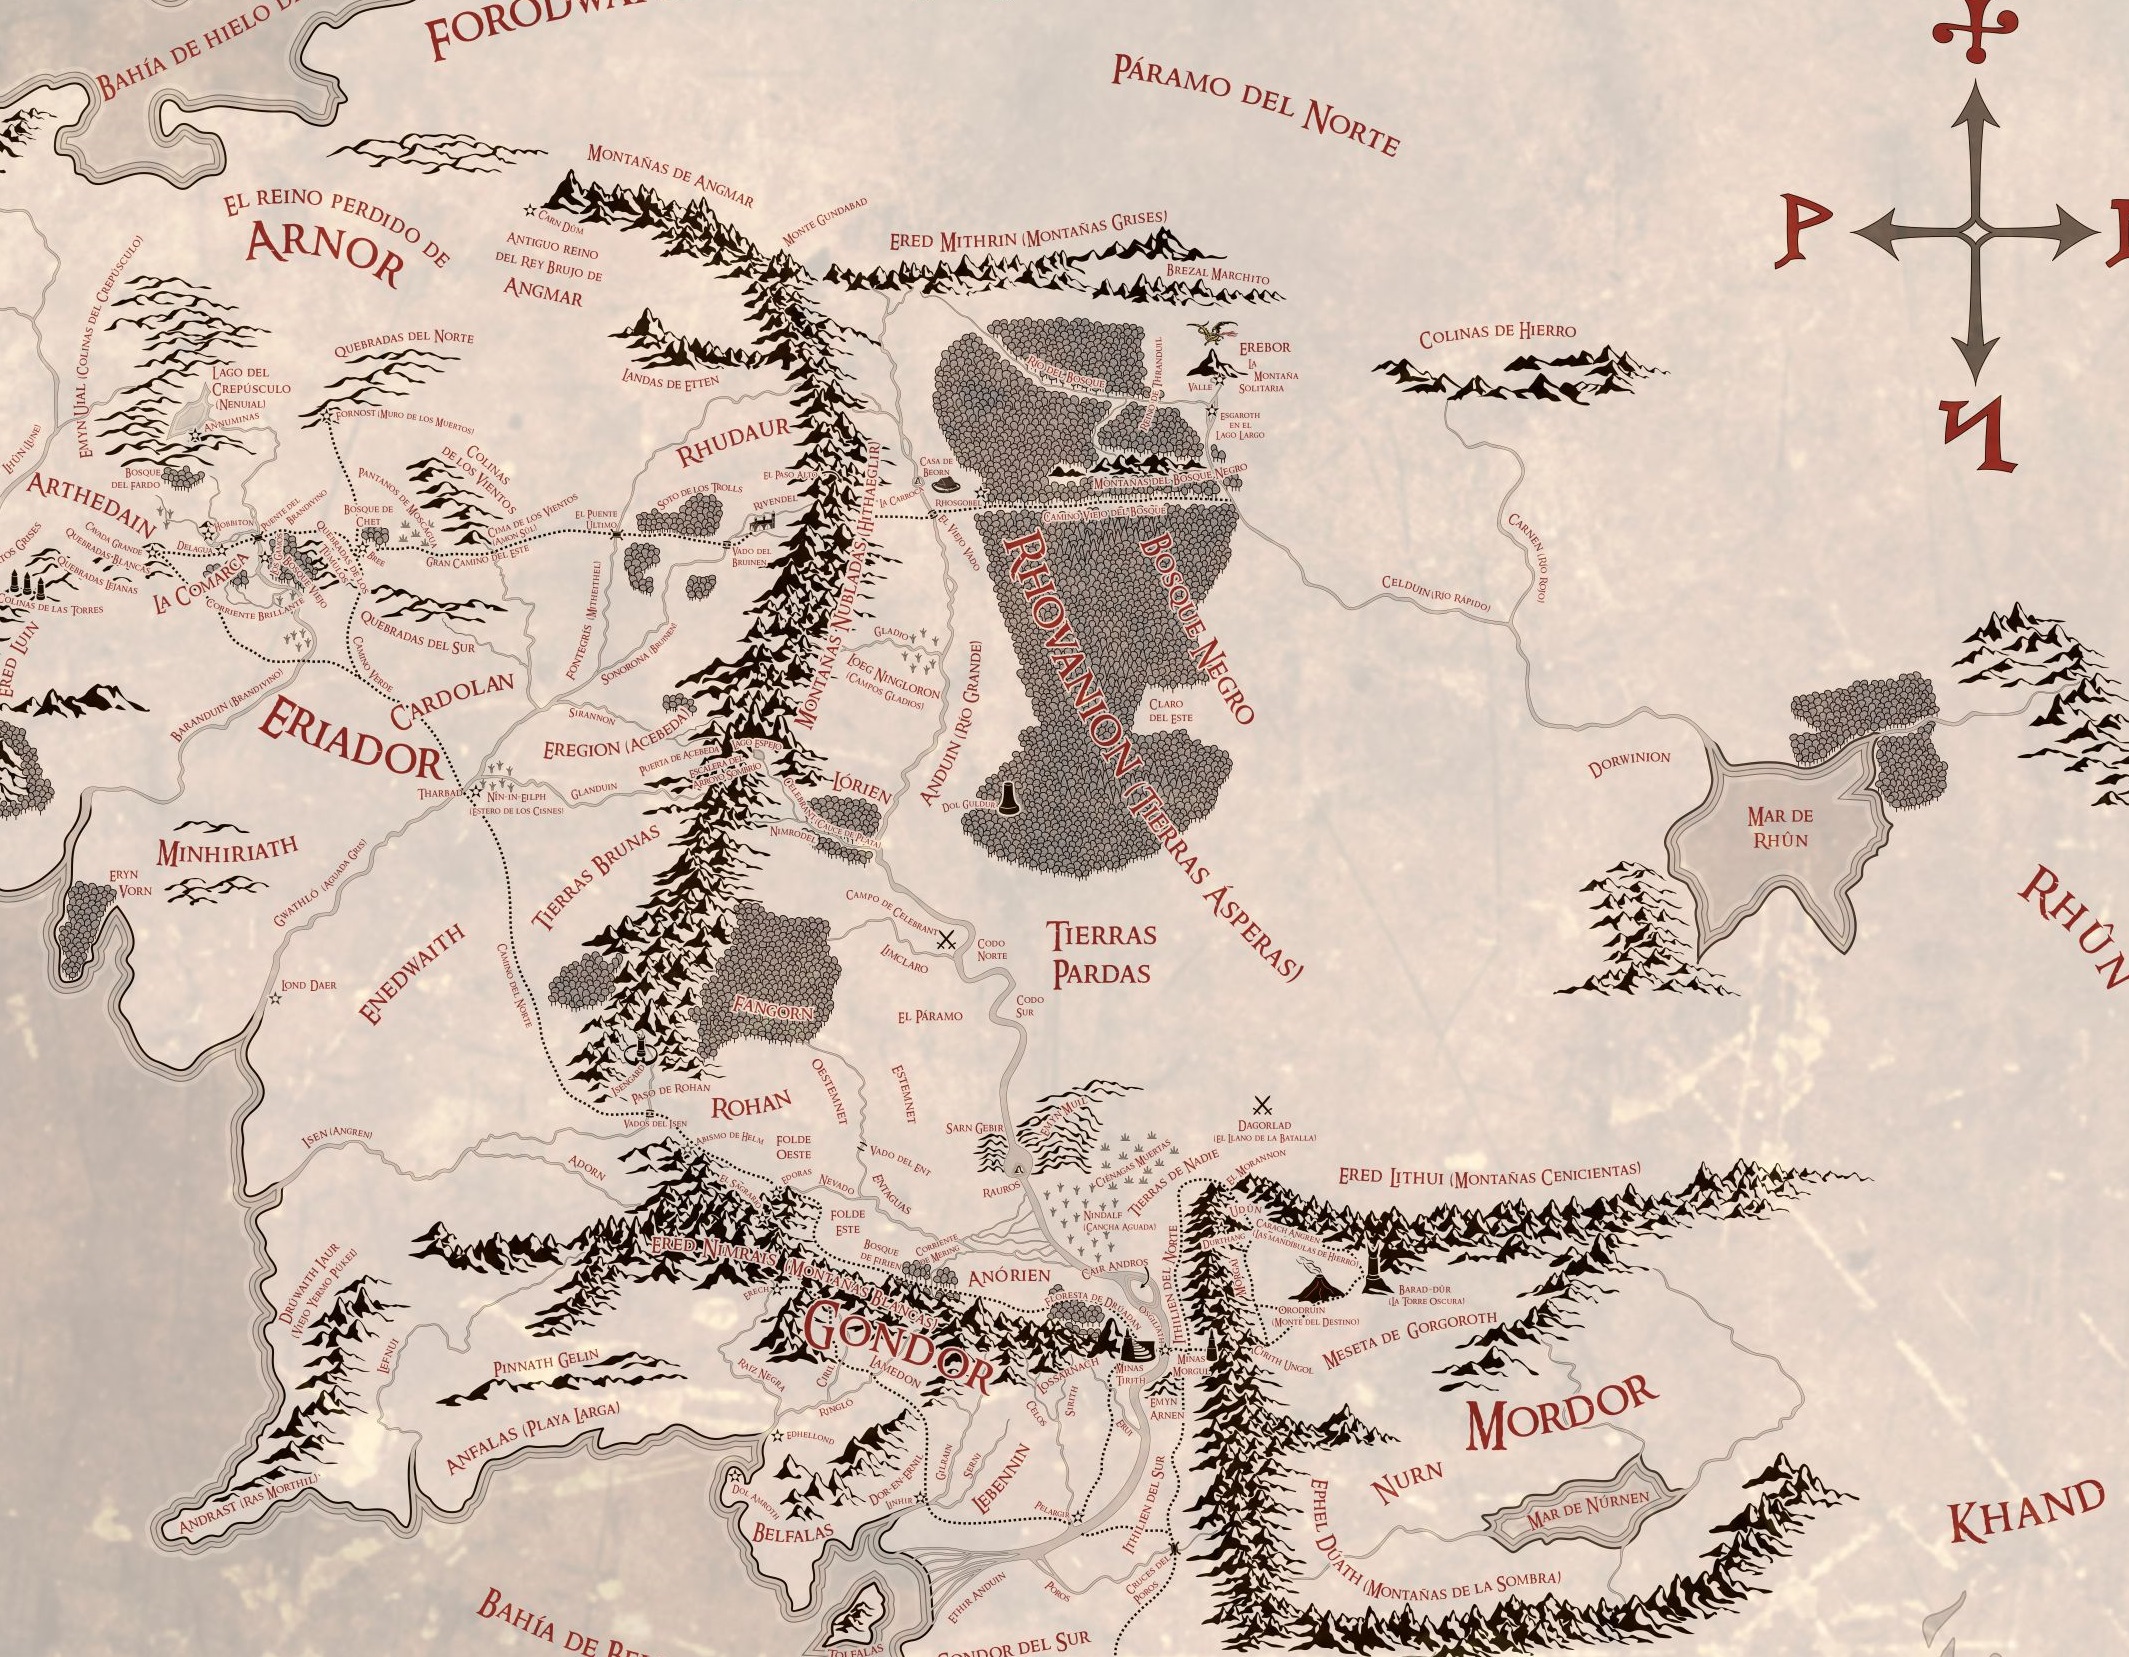 BAHÍA DE HIELO
PÁRAMO DEL NORTE
P
N
MONTAÑAS DE ANGMAR
EL REINO PERDIDO DE
ARNOR
CARN DÛM
ANTIGUO REINO
DEL REY BRUJO DE
ANGMAR
MONTE GUNDABAD
ERED MITHRIN (MONTAÑAS GRISES)
BREZAL MARCHITO
EMYN UIAL (COLINAS DEL CREPÚSCULO)
QUEBRADAS DEL NORTE
LANDAS DE ETTEN
LAGO DEL
CREPÚSCULO
(NENUIAL)
ANNUMINAS
FORNOST (MURO DE LOS MUERTOS)
RÍO DEL BOSQUE
REINO DE THRANDUIL
EREBOR
LA
MONTAÑA
SOLITARIA
VALLE
ESGAROTH
EN EL
LAGO LARGO
COLINAS DE HIERRO
LHÛN (LUNE)
BOSQUE
DEL FARDO
ARTHEDAIN
COLINAS
DE LOS VIENTOS
PANTANOS DE MOSCAGUA
RHUDAUR
EL PASO ALTO
CASA DE
BEORN
LA CARROCA
RHOSGOBEL
MONTAÑAS DEL BOSQUE NEGRO
CAMINO VIEJO DEL BOSQUE
EL VIEJO VADO
HOBBITON
PUENTE DEL
BRANDIVINO
BOSQUE DE
CHET
CIMA DE LOS VIENTOS
(AMON SÛL)
EL PUENTE
ÚLTIMO
SOTO DE LOS TROLLS
RIVENDEL
VADO DEL
BRUINEN
GRAN CAMINO DEL ESTE
BREE
CAVADA GRANDE
QUEBRADAS BLANCAS
QUEBRADAS LEJANAS
DELAGUA
COLINAS DE LAS TORRES
LA COMARCA
BOSQUE VIEJO
QUEBRADAS DE LOS
TÚMULOS
CORRIENTE BRILLANTE
ERED LUIN
QUEBRADAS DEL SUR
CAMINO VERDE
FONTEGRÍS (MITHEITHEL)
SONORONA (BRUINEN)
MONTAÑAS NUBLADAS (HITHAEGLIR)
GLADIO
LOEG NINGLORON
(CAMPOS GLADIOS)
ANDUIN (RÍO GRANDE)
RHOVANION (TIERRAS ÁSPERAS)
BOSQUE NEGRO
CLARO
DEL ESTE
CELDUIN (RÍO RÁPIDO)
CARNEN (RÍO ROJO)
DORWINION
MAR DE
RHÛN
RHÛN
BARANDUIN (BRANDIVINO)
ERIADOR
CARDOLAN
SIRANNON
EREGION (ACEBEDA)
PUERTA DE ACEBEDA
LAGO ESPEJO
ESCALERA DEL
ARROYO SOMBRÍO
THARBAD
NÎN-IN-EILPH
(ESTERO DE LOS CISNES)
GLANDUIN
LÓRIEN
CELEBRANT (CAUCE DE PLATA)
NIMRODEL
DOL GULDUR
MINHIRIATH
ERYN
VORN
GWATHLÓ (AGUADA GRIS)
TIERRAS BRUNAS
CAMPO DE CELEBRANT
LIMCLARO
CODO
NORTE
CODO
SUR
TIERRAS
PARDAS
LOND DAER
ENEDWAITH
CAMINO DEL NORTE
FANGORN
EL PÁRAMO
ISENGARD
PASO DE ROHAN
ROHAN
OESTEMNET
ESTEMNET
VADOS DEL ISEN
ABISMO DE HELM
FOLDE
OESTE
SARN GEBIR
EMYN MUIL
DAGORLAD
(EL LLANO DE LA BATALLA)
ISEN (ANGREN)
ADORN
EL SAGRARIO
EDORAS
NEVADO
VADO DEL ENT
ENTAGUAS
FOLDE
ESTE
RAUROS
CIÉNAGAS MUERTAS
TIERRAS DE NADIE
NINDALF
(CANCHA AGUADA)
EL MORANNON
ERED LITHUI (MONTAÑAS CENICIENTAS)
UDÛN
DURTHANG
CARACH ANGREN
(LAS MANDÍBULAS DE HIERRO)
MORGAI
DRÚWAITH IAUR
(VIEJO YERMO PÚKEL)
ERED NIMRAIS (MONTAÑAS BLANCAS)
BOSQUE
DE FIRIEN
CORRIENTE
DE MERING
ANÓRIEN
CAIR ANDROS
ITHILIEN DEL NORTE
ERECH
FLORESTA DE DRÚADAN
OSGILIATH
ORODRUIN
(MONTE DEL DESTINO)
BARAD-DÛR
(LA TORRE OSCURA)
MESETA DE GORGOROTH
GONDOR
LEFNUI
PINNATH GELIN
RAÍZ NEGRA
CIRIL
LAMEDON
LOSSARNACH
MINAS
TIRITH
MINAS
MORGUL
CIRITH UNGOL
EMYN
ARNEN
ANFALAS (PLAYA LARGA)
RINGLÓ
EDHELLOND
CELOS
SIRITH
ERUI
MORDOR
NURN
MAR DE NÚRNEN
KHAND
ANDRAST (RAS MORTHIL)
DOL AMROTH
BELFALAS
DOR-EN-ERNIL
LINHIR
GILRAIN
SERNI
LEBENNIN
PELARGIR
ITHILIEN DEL SUR
EPHEL DÚATH (MONTAÑAS DE LA SOMBRA)
CRUCES DEL
POROS
POROS
ETHIR ANDUIN
TOLFALAS